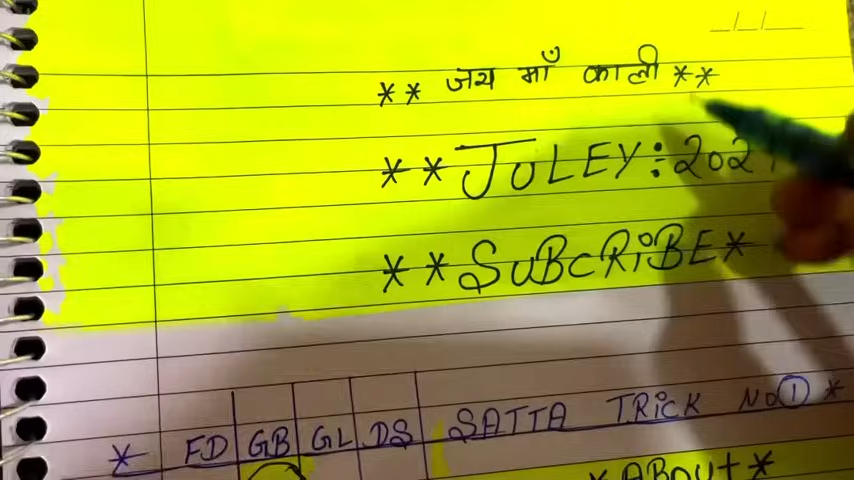 ** जय माँ काली **
** JULEY : 202
** SUBCRiBE *
* FD GB GL DS SATTA TRiCK No 1 *
* ABOUt *